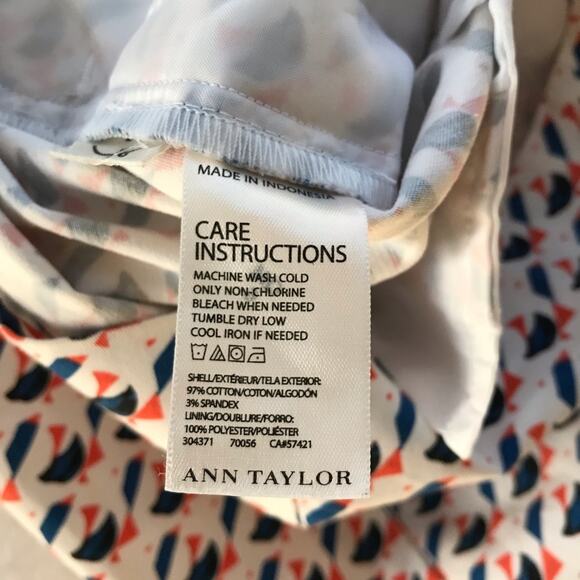 MADE IN INDONESIA
CARE
INSTRUCTIONS
MACHINE WASH COLD
ONLY NON-CHLORINE
BLEACH WHEN NEEDED
TUMBLE DRY LOW
COOL IRON IF NEEDED
SHELL/EXTÉRIEUR/TELA EXTERIOR:
97% COTTON/COTON/ALGODÓN
3% SPANDEX
LINING/DOUBLURE/FORRO:
100% POLYESTER/POLIÉSTER
304371 70056 CA#57421
ANN TAYLOR